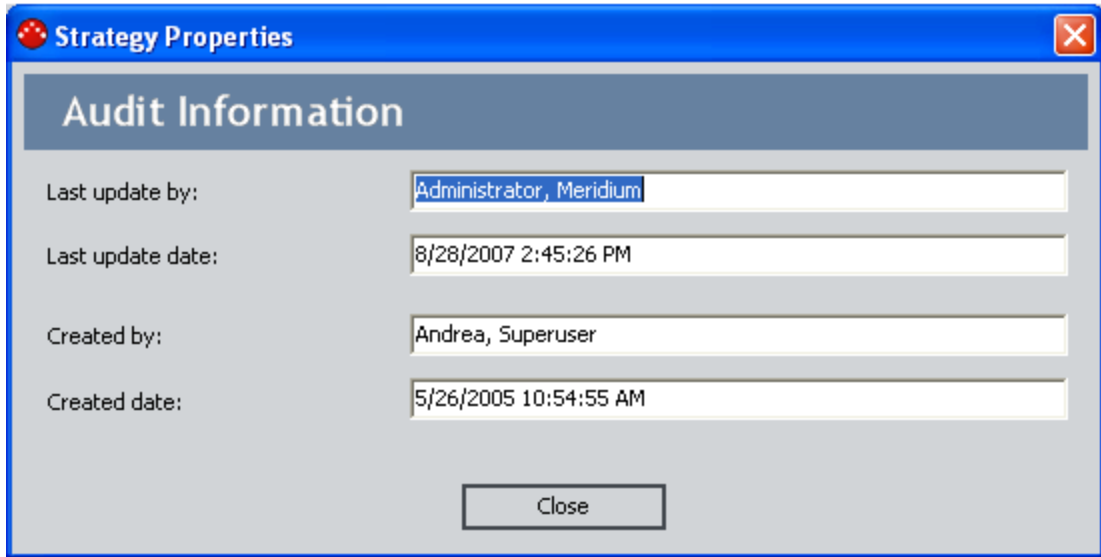 Strategy Properties
Audit Information
Last update by: Administrator, Meridium
Last update date: 8/28/2007 2:45:26 PM
Created by: Andrea, Superuser
Created date: 5/26/2005 10:54:55 AM
Close